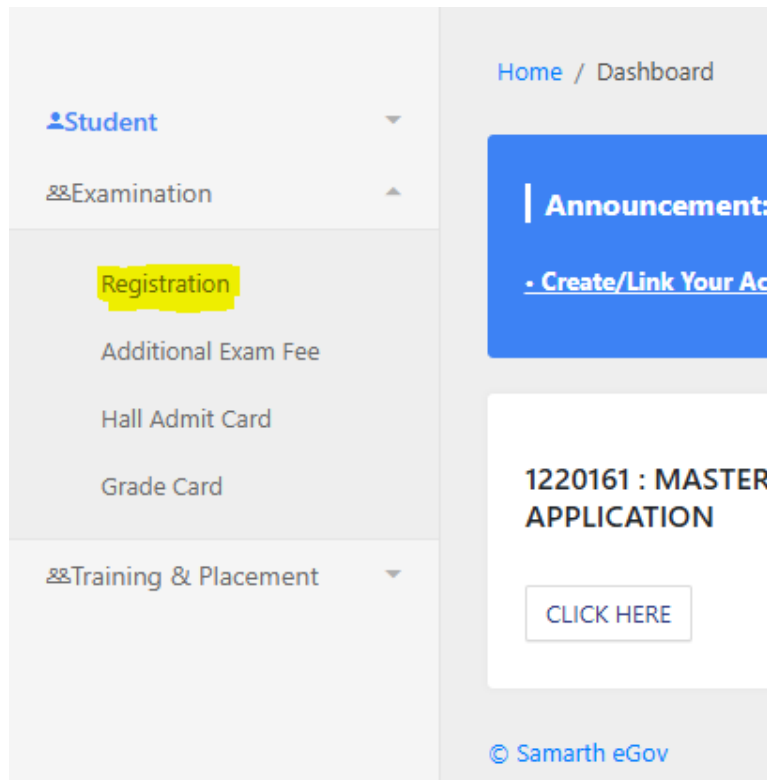 Student
Examination
Registration
Additional Exam Fee
Hall Admit Card
Grade Card
Training & Placement
Home / Dashboard
Announcement:
• Create/Link Your Ac
1220161 : MASTER
APPLICATION
CLICK HERE
© Samarth eGov